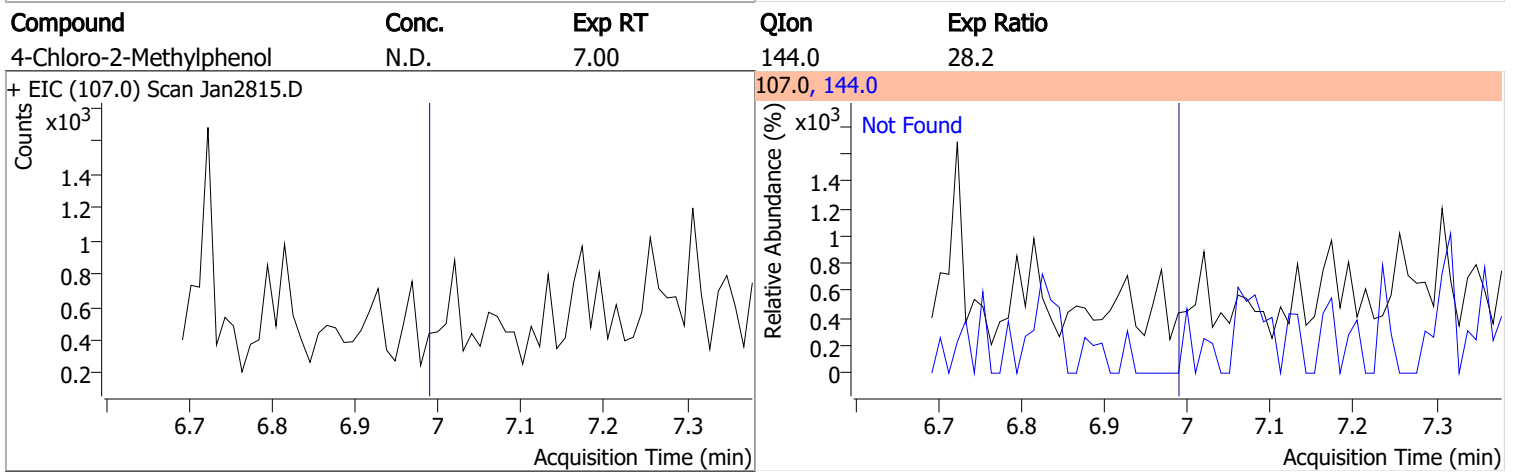 Compound Conc. Exp RT QIon Exp Ratio
4-Chloro-2-Methylphenol N.D. 7.00 144.0 28.2
+ EIC (107.0) Scan Jan2815.D
Counts
x10³
1.4
1.2
1
0.8
0.6
0.4
0.2
6.7 6.8 6.9 7 7.1 7.2 7.3
Acquisition Time (min)
107.0, 144.0
Relative Abundance (%)
x10³
Not Found
1.4
1.2
1
0.8
0.6
0.4
0.2
0
6.7 6.8 6.9 7 7.1 7.2 7.3
Acquisition Time (min)